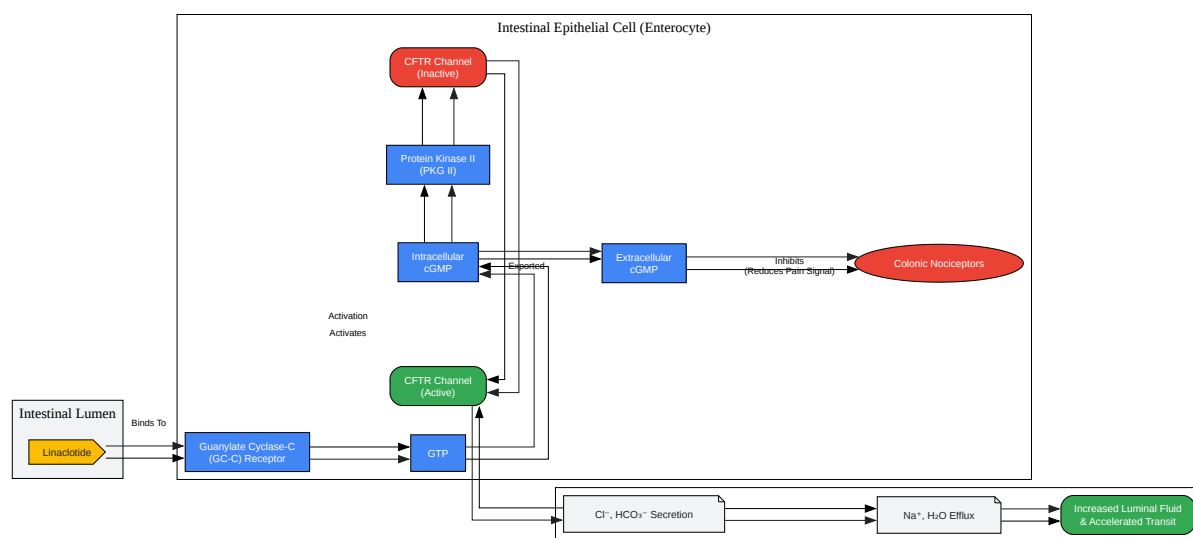 Intestinal Epithelial Cell (Enterocyte)
CFTR Channel
(Inactive)
Protein Kinase II
(PKG II)
Intracellular
cGMP
Exported
Extracellular
cGMP
Inhibits
(Reduces Pain Signal)
Colonic Nociceptors
Activation
Activates
CFTR Channel
(Active)
Intestinal Lumen
Linaclotide
Binds To
Guanylate Cyclase-C
(GC-C) Receptor
GTP
Cl⁻, HCO₃⁻ Secretion
Na⁺, H₂O Efflux
Increased Luminal Fluid
& Accelerated Transit